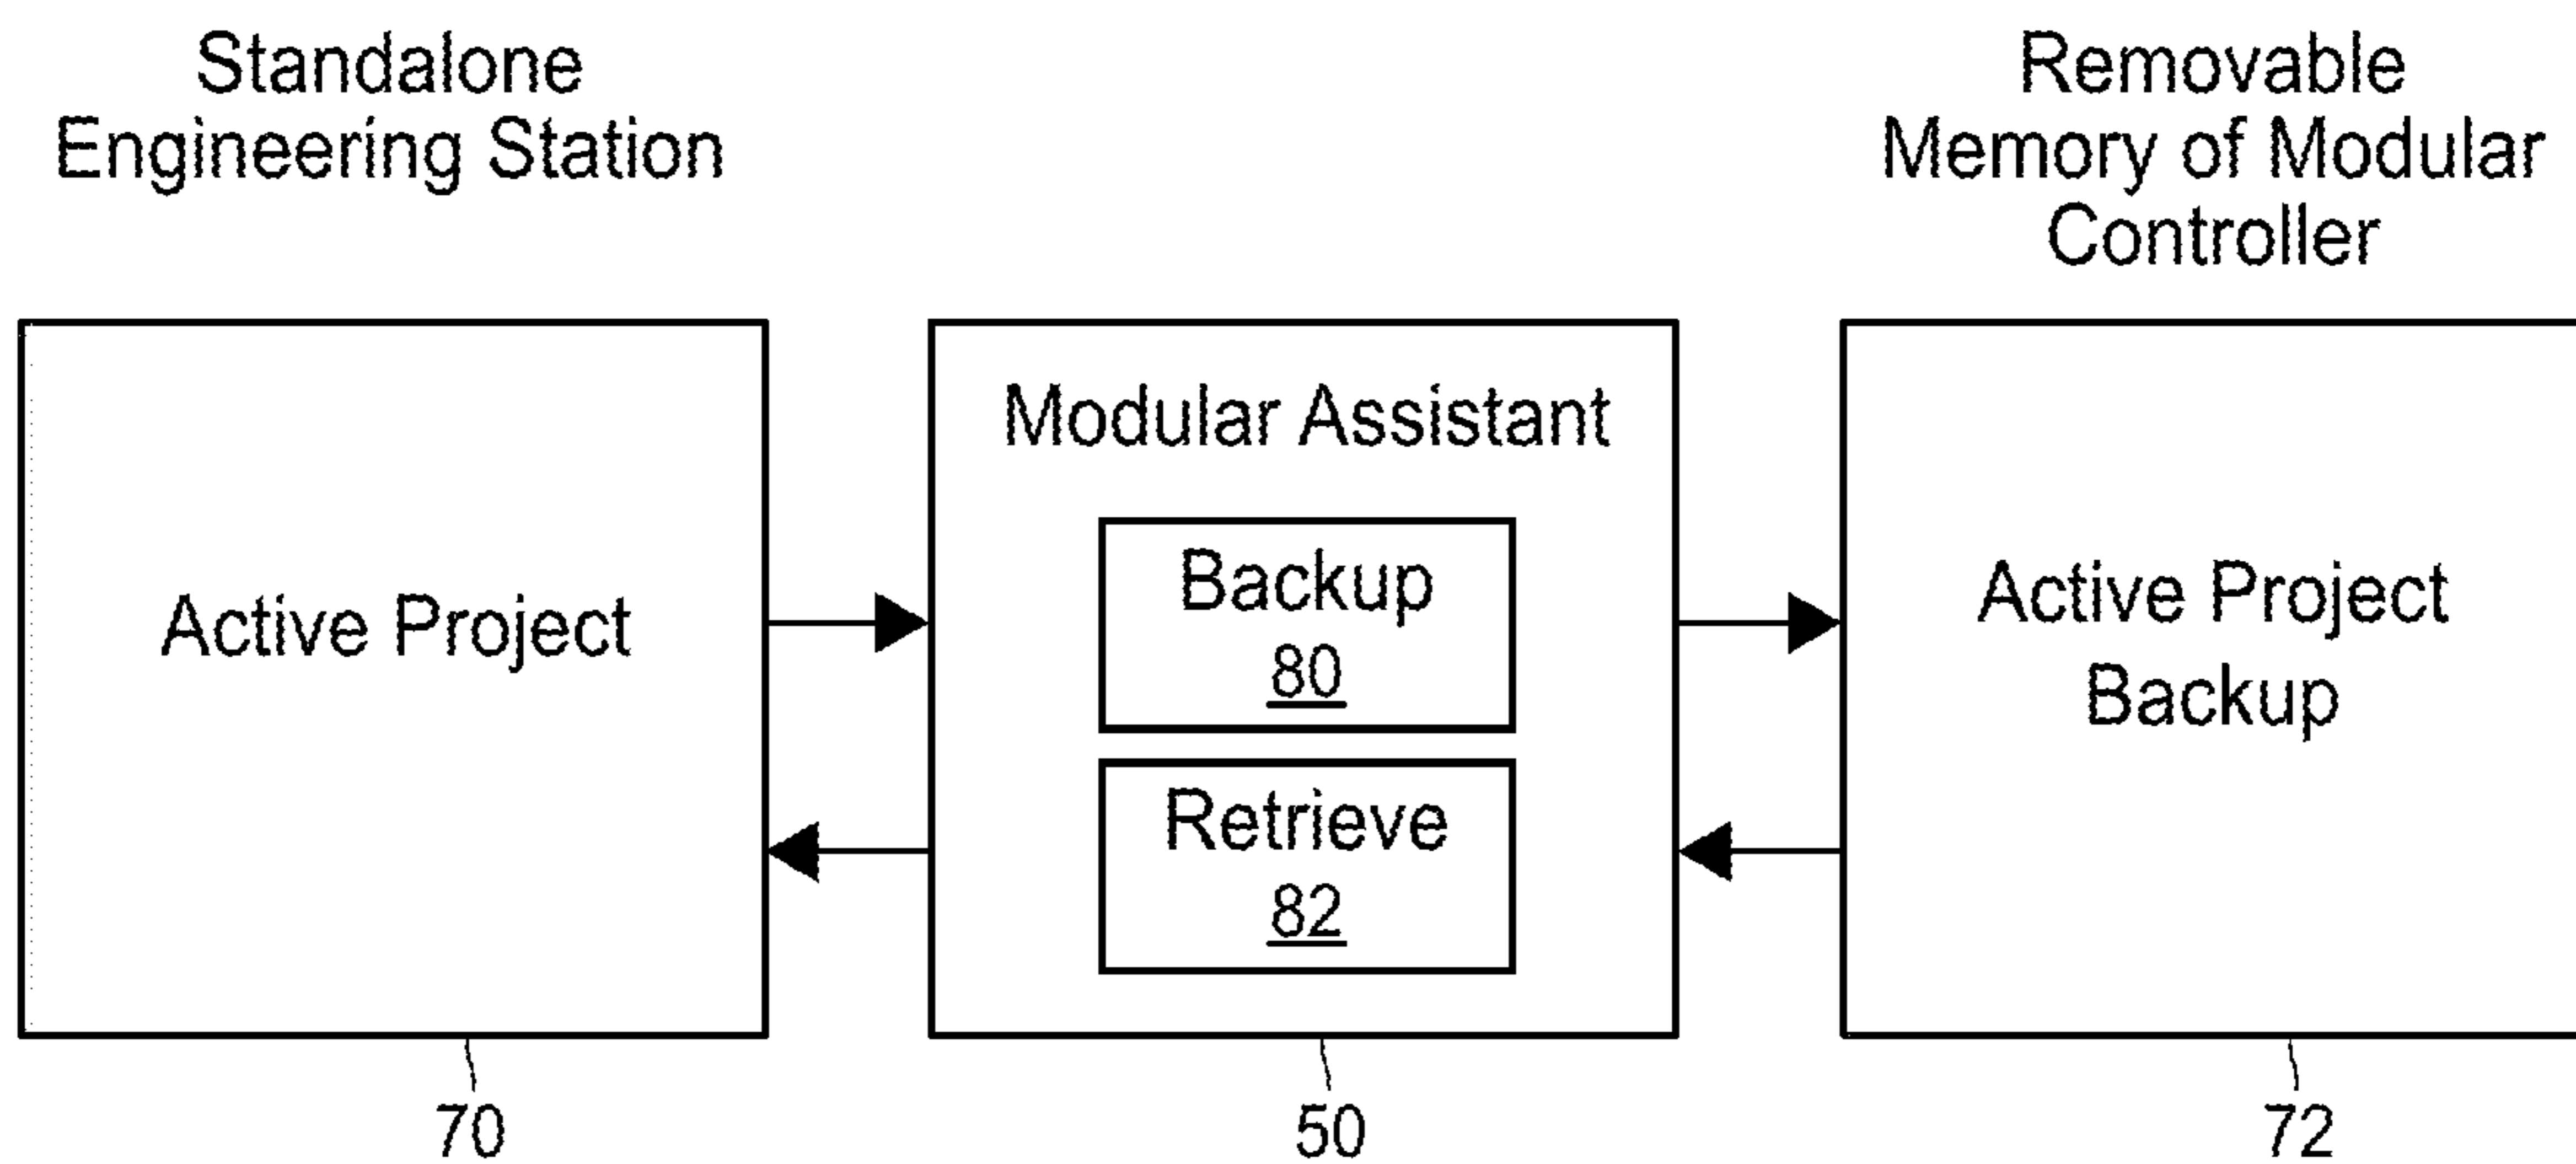 Standalone
Engineering Station
Removable
Memory of Modular
Controller
Active Project
Modular Assistant
Backup
80
Retrieve
82
Active Project
Backup
70
50
72